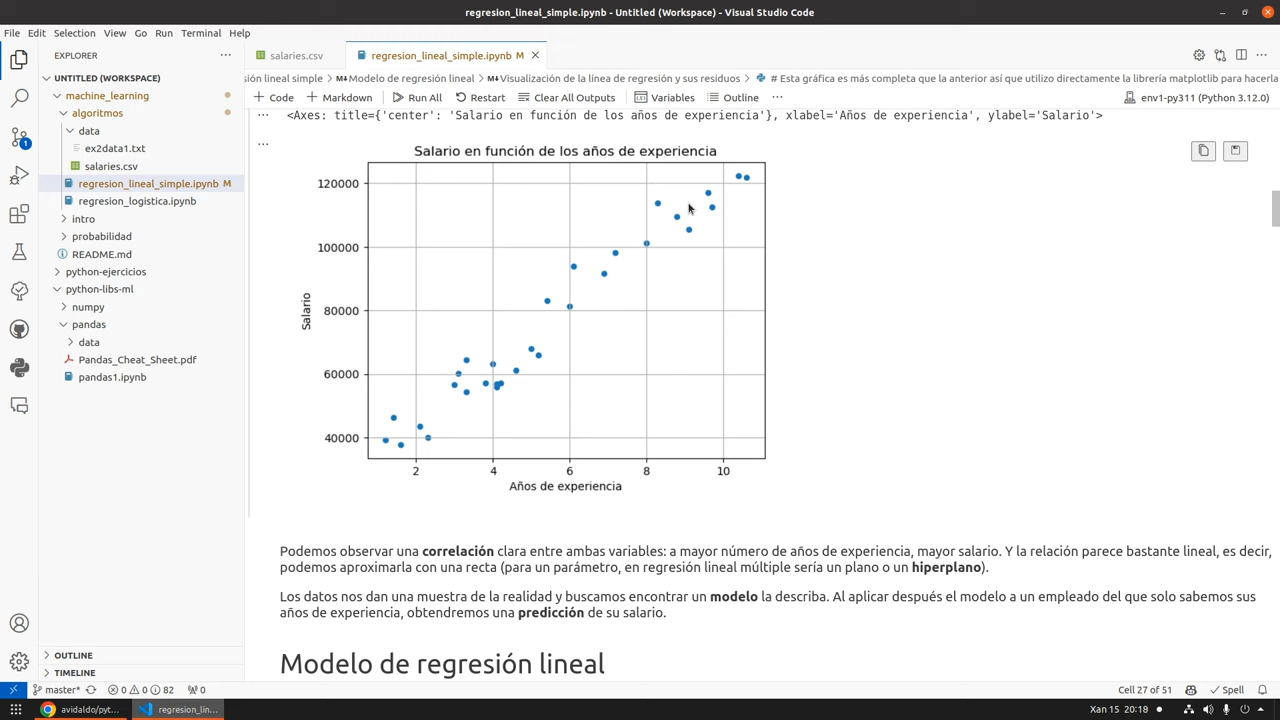 regresion_lineal_simple.ipynb - Untitled (Workspace) - Visual Studio Code
File Edit Selection View Go Run Terminal Help
EXPLORER
salaries.csv
regresion_lineal_simple.ipynb M
UNTITLED (WORKSPACE)
sión lineal simple > M↓Modelo de regresión lineal > M↓Visualización de la línea de regresión y sus residuos > # Esta gráfica es más completa que la anterior así que utilizo directamente la librería matplotlib para hacerla
machine_learning
algoritmos
data
ex2data1.txt
salaries.csv
regresion_lineal_simple.ipynb M
regresion_logistica.ipynb
intro
probabilidad
README.md
python-ejercicios
python-libs-ml
numpy
pandas
data
Pandas_Cheat_Sheet.pdf
pandas1.ipynb
OUTLINE
TIMELINE
+ Code + Markdown Run All Restart Clear All Outputs Variables Outline ... env1-py311 (Python 3.12.0)
... <Axes: title={'center': 'Salario en función de los años de experiencia'}, xlabel='Años de experiencia', ylabel='Salario'>
...
Salario en función de los años de experiencia
120000
100000
80000
60000
40000
Salario
2 4 6 8 10
Años de experiencia
Podemos observar una correlación clara entre ambas variables: a mayor número de años de experiencia, mayor salario. Y la relación parece bastante lineal, es decir,
podemos aproximarla con una recta (para un parámetro, en regresión lineal múltiple sería un plano o un hiperplano).
Los datos nos dan una muestra de la realidad y buscamos encontrar un modelo la describa. Al aplicar después el modelo a un empleado del que solo sabemos sus
años de experiencia, obtendremos una predicción de su salario.
Modelo de regresión lineal
master* 0 0 82 0 Cell 27 of 51 Spell
avidaldo/pyt... regresion_lin... Xan 15 20:18
1